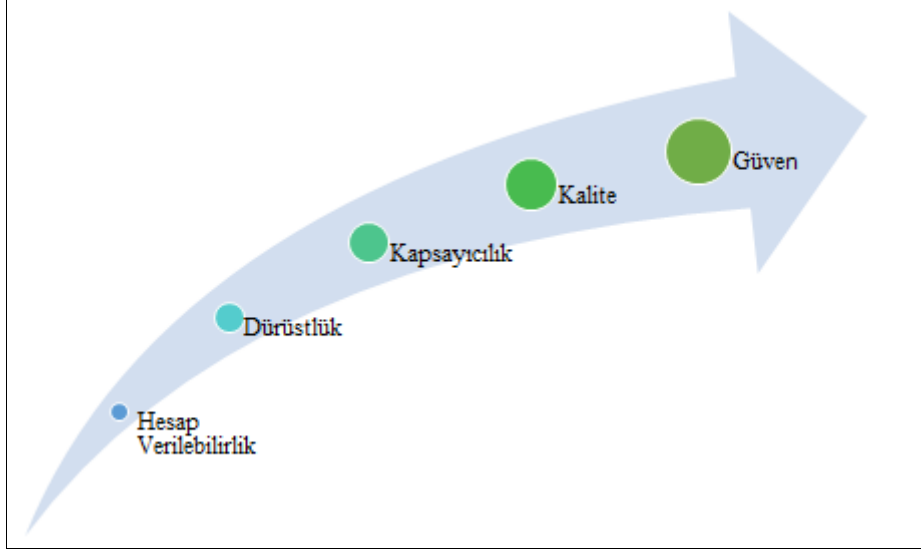 Güven
Kalite
Kapsayıcılık
Dürüstlük
Hesap
Verilebilirlik